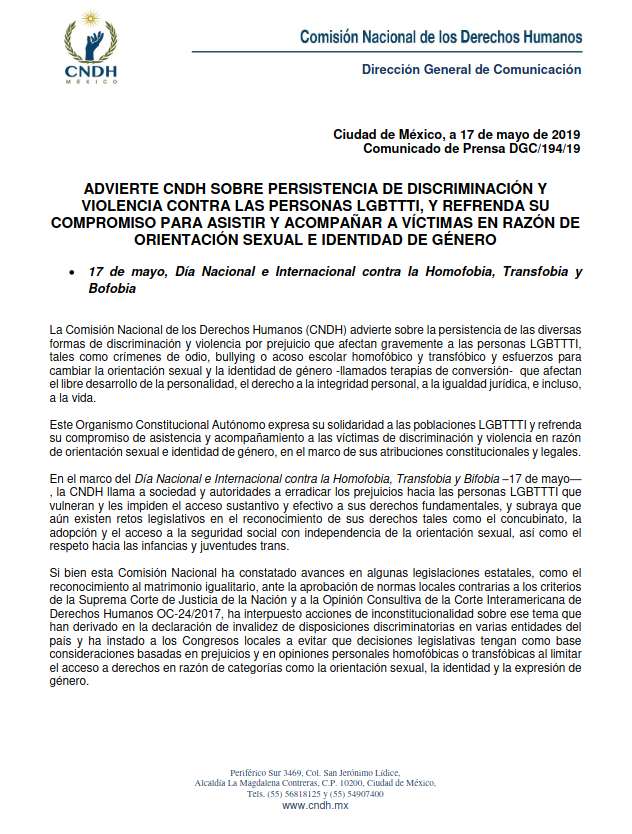 CNDH
MÉXICO
Comisión Nacional de los Derechos Humanos
Dirección General de Comunicación
Ciudad de México, a 17 de mayo de 2019
Comunicado de Prensa DGC/194/19
ADVIERTE CNDH SOBRE PERSISTENCIA DE DISCRIMINACIÓN Y
VIOLENCIA CONTRA LAS PERSONAS LGBTTTI, Y REFRENDA SU
COMPROMISO PARA ASISTIR Y ACOMPAÑAR A VÍCTIMAS EN RAZÓN DE
ORIENTACIÓN SEXUAL E IDENTIDAD DE GÉNERO
• 17 de mayo, Día Nacional e Internacional contra la Homofobia, Transfobia y
Bofobia
La Comisión Nacional de los Derechos Humanos (CNDH) advierte sobre la persistencia de las diversas
formas de discriminación y violencia por prejuicio que afectan gravemente a las personas LGBTTTI,
tales como crímenes de odio, bullying o acoso escolar homofóbico y transfóbico y esfuerzos para
cambiar la orientación sexual y la identidad de género -llamados terapias de conversión- que afectan
el libre desarrollo de la personalidad, el derecho a la integridad personal, a la igualdad jurídica, e incluso,
a la vida.
Este Organismo Constitucional Autónomo expresa su solidaridad a las poblaciones LGBTTTI y refrenda
su compromiso de asistencia y acompañamiento a las víctimas de discriminación y violencia en razón
de orientación sexual e identidad de género, en el marco de sus atribuciones constitucionales y legales.
En el marco del Día Nacional e Internacional contra la Homofobia, Transfobia y Bifobia –17 de mayo—
, la CNDH llama a sociedad y autoridades a erradicar los prejuicios hacia las personas LGBTTTI que
vulneran y les impiden el acceso sustantivo y efectivo a sus derechos fundamentales, y subraya que
aún existen retos legislativos en el reconocimiento de sus derechos tales como el concubinato, la
adopción y el acceso a la seguridad social con independencia de la orientación sexual, así como el
respeto hacia las infancias y juventudes trans.
Si bien esta Comisión Nacional ha constatado avances en algunas legislaciones estatales, como el
reconocimiento al matrimonio igualitario, ante la aprobación de normas locales contrarias a los criterios
de la Suprema Corte de Justicia de la Nación y a la Opinión Consultiva de la Corte Interamericana de
Derechos Humanos OC-24/2017, ha interpuesto acciones de inconstitucionalidad sobre ese tema que
han derivado en la declaración de invalidez de disposiciones discriminatorias en varias entidades del
país y ha instado a los Congresos locales a evitar que decisiones legislativas tengan como base
consideraciones basadas en prejuicios y en opiniones personales homofóbicas o transfóbicas al limitar
el acceso a derechos en razón de categorías como la orientación sexual, la identidad y la expresión de
género.
Periférico Sur 3469, Col. San Jerónimo Lídice,
Alcaldía La Magdalena Contreras, C.P. 10200, Ciudad de México,
Tels. (55) 56818125 y (55) 54907400
www.cndh.mx